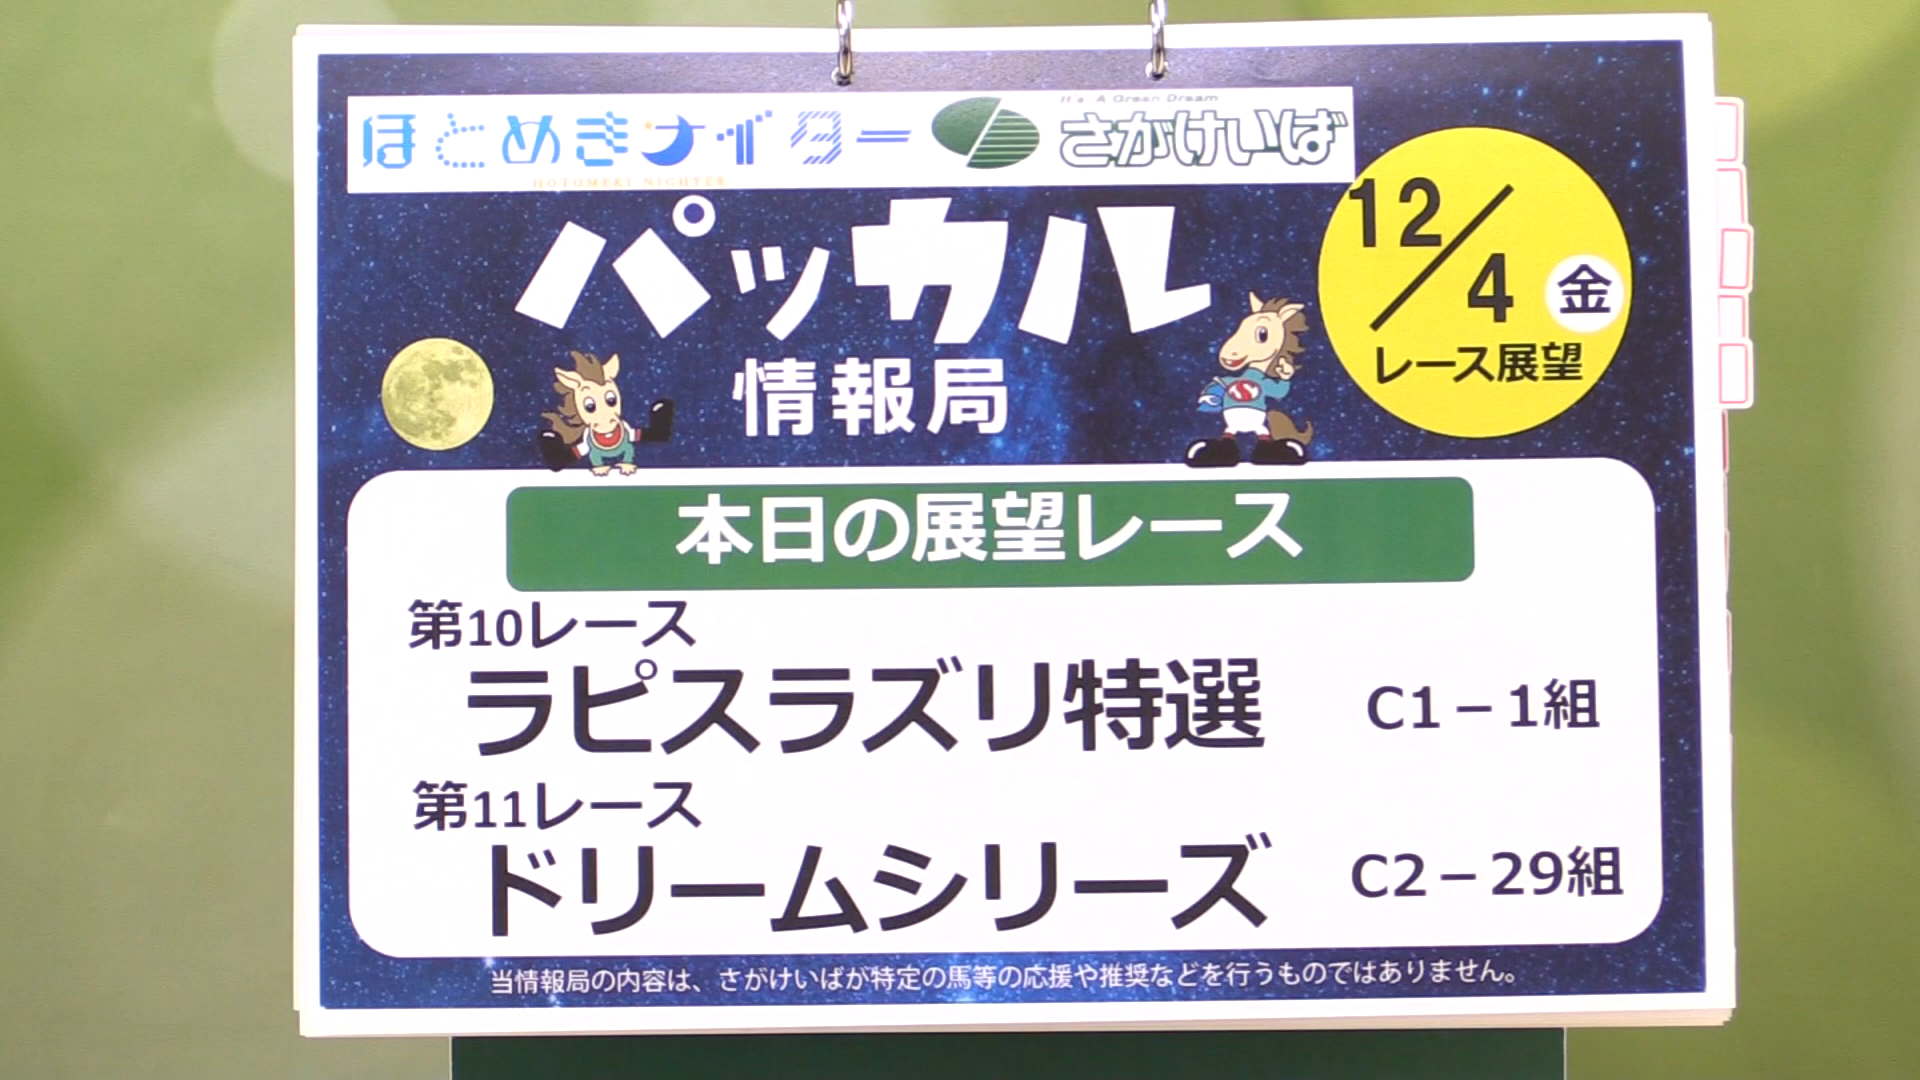 ほとめきナイター
HOTOMEKI NIGHTER
It's A Green Dream
さがけいば
パッカル
情報局
12/4 金
レース展望
本日の展望レース
第10レース
ラピスラズリ特選 C1－1組
第11レース
ドリームシリーズ C2－29組
当情報局の内容は、さがけいばが特定の馬等の応援や推奨などを行うものではありません。